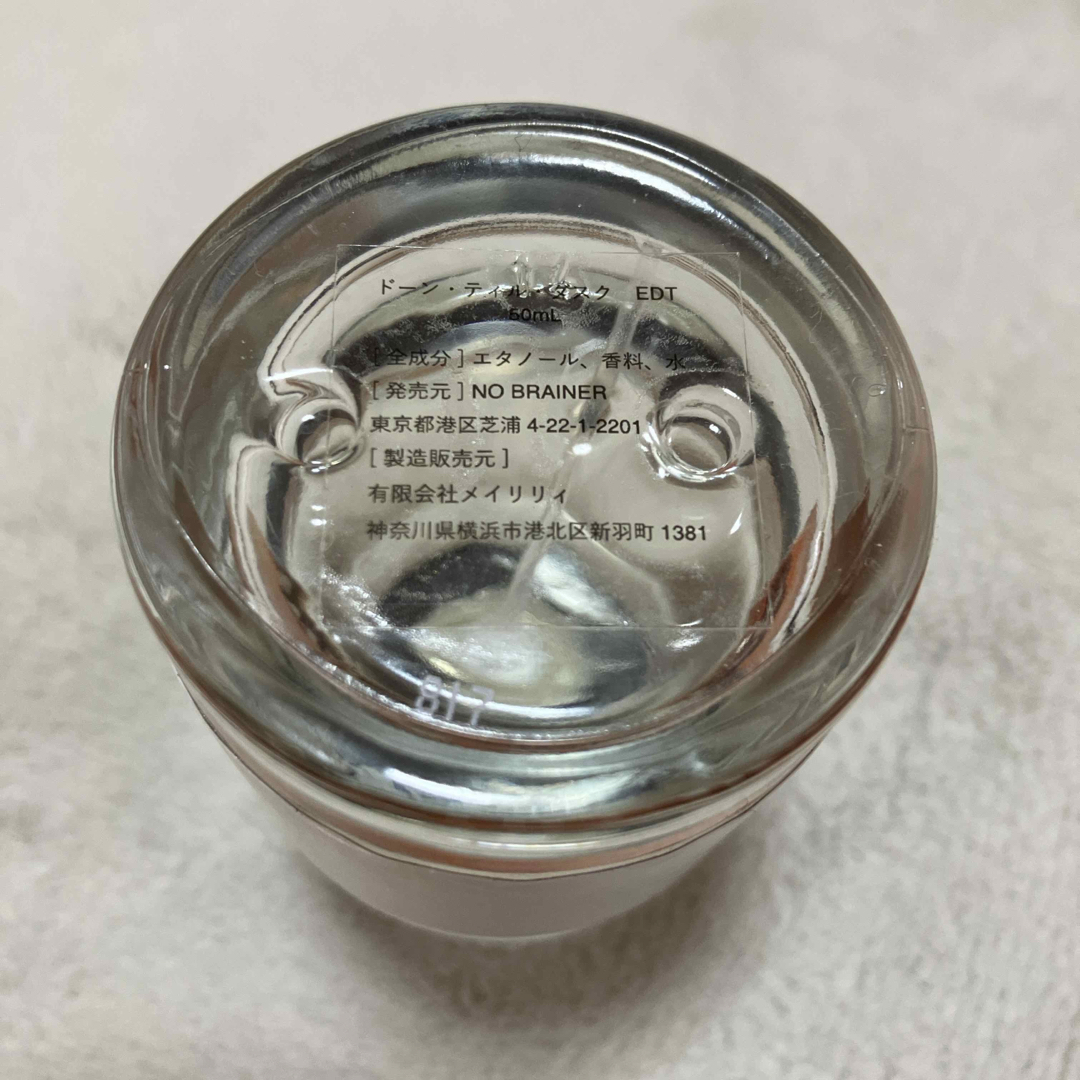 ドーン・ティル・ダスク EDT
50mL
[ 全成分 ] エタノール、香料、水
[ 発売元 ] NO BRAINER
東京都港区芝浦 4-22-1-2201
[ 製造販売元 ]
有限会社メイリリィ
神奈川県横浜市港北区新羽町 1381
817